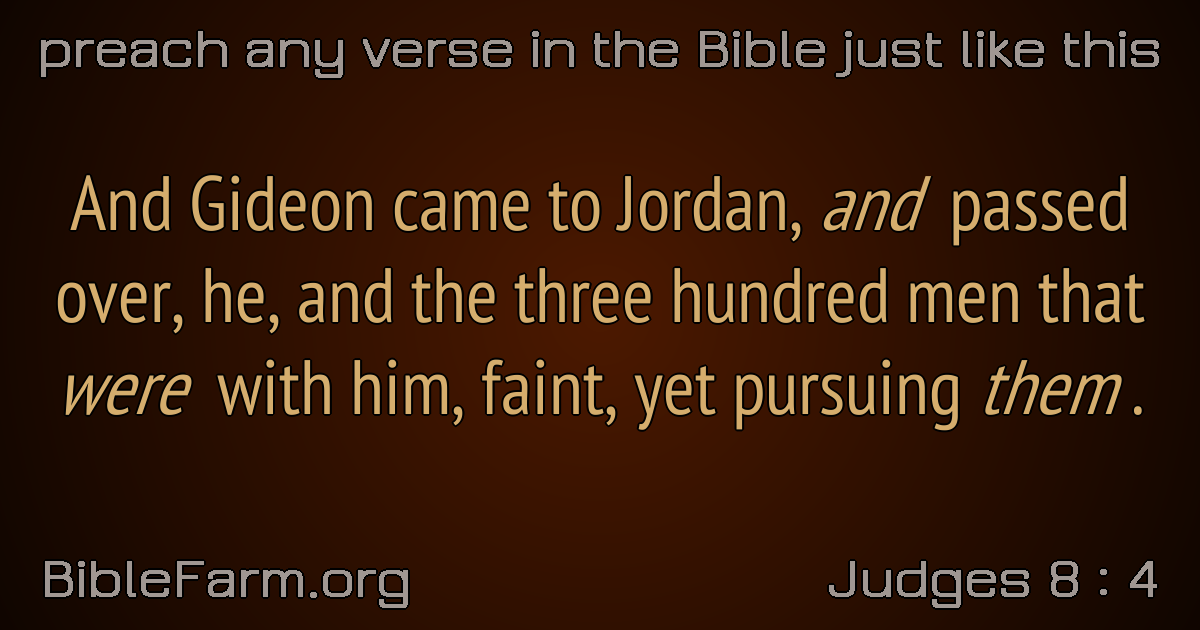 preach any verse in the Bible just like this
And Gideon came to Jordan, and passed
over, he, and the three hundred men that
were with him, faint, yet pursuing them .
BibleFarm.org
Judges 8 : 4